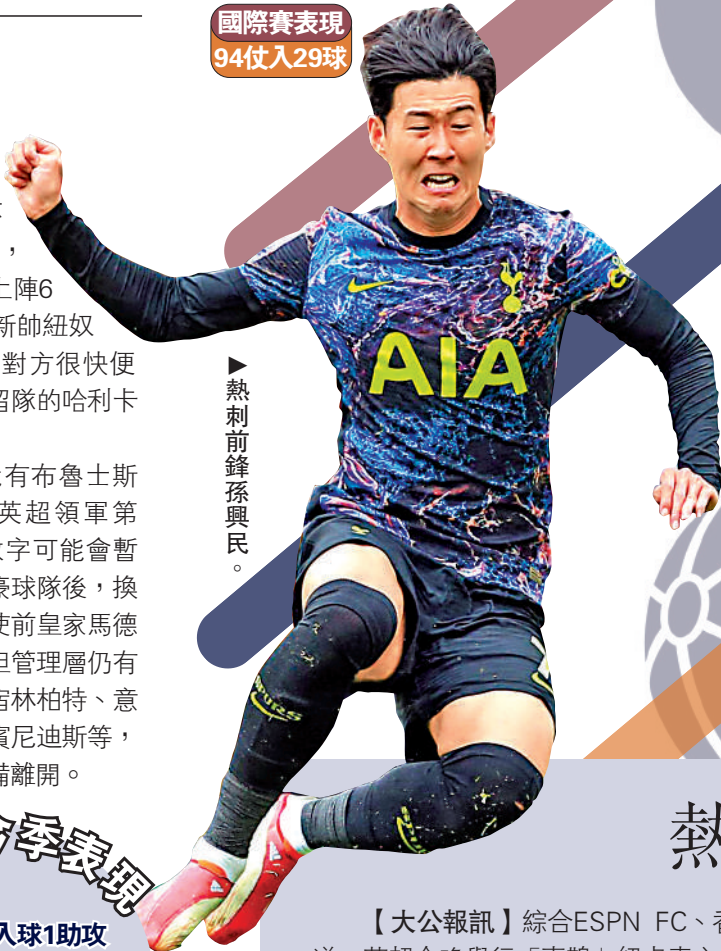 國際賽表現
94仗入29球
，
上陣6
新帥紐奴
對方很快便
留隊的哈利卡
有布魯士斯
英超領軍第
數字可能會暫
豪球隊後，換
使前皇家馬德
但管理層仍有
宿林柏特、意
賓尼迪斯等，
備離開。
▶熱刺前鋒孫興民。
AIA
SPURS
季表現
入球1助攻
熱
【大公報訊】綜合ESPN FC、